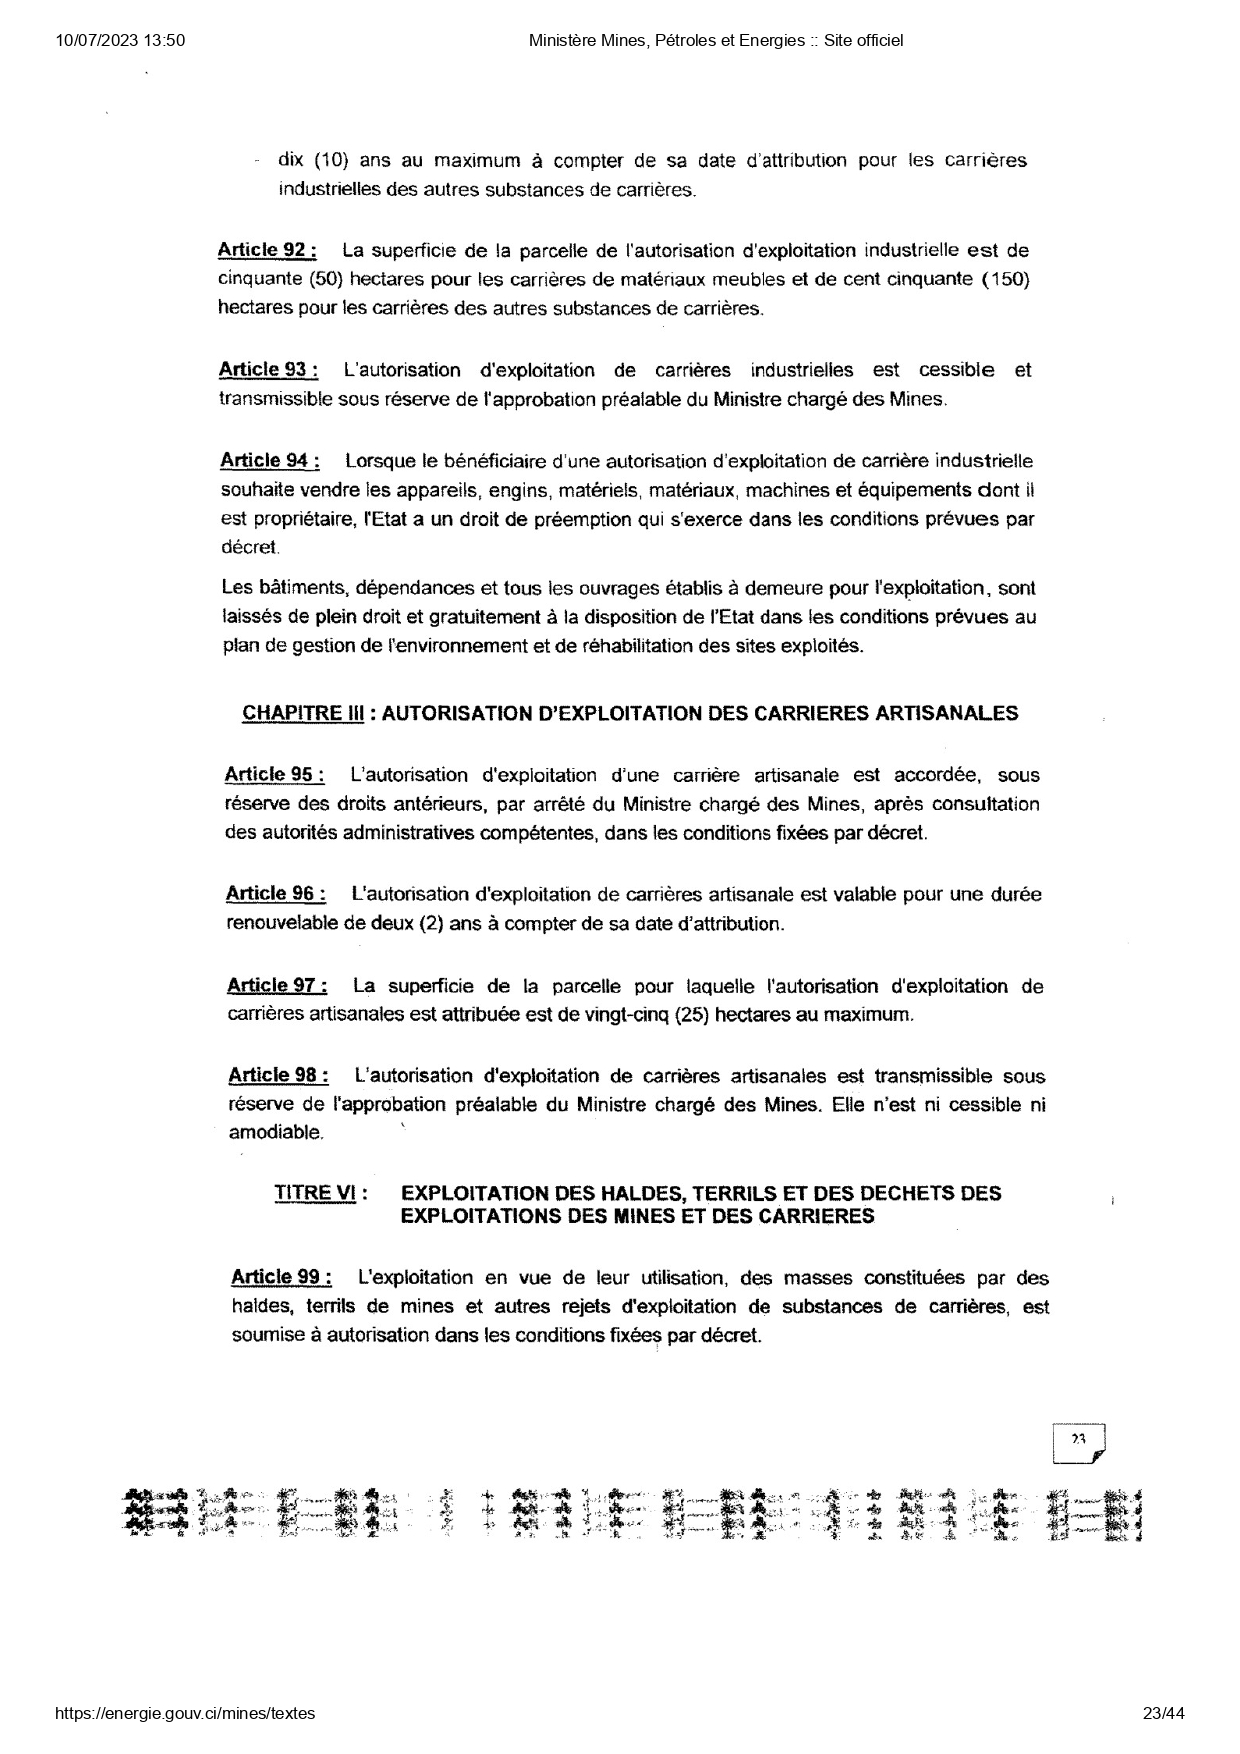 10/07/2023 13:50
Ministère Mines, Pétroles et Energies :: Site officiel
- dix (10) ans au maximum à compter de sa date d'attribution pour les carrières
industrielles des autres substances de carrières.
Article 92 : La superficie de la parcelle de l'autorisation d'exploitation industrielle est de
cinquante (50) hectares pour les carrières de matériaux meubles et de cent cinquante (150)
hectares pour les carrières des autres substances de carrières.
Article 93 : L'autorisation d'exploitation de carrières industrielles est cessible et
transmissible sous réserve de l'approbation préalable du Ministre chargé des Mines.
Article 94 : Lorsque le bénéficiaire d'une autorisation d'exploitation de carrière industrielle
souhaite vendre les appareils, engins, matériels, matériaux, machines et équipements dont il
est propriétaire, l'Etat a un droit de préemption qui s'exerce dans les conditions prévues par
décret.
Les bâtiments, dépendances et tous les ouvrages établis à demeure pour l'exploitation, sont
laissés de plein droit et gratuitement à la disposition de l'Etat dans les conditions prévues au
plan de gestion de l'environnement et de réhabilitation des sites exploités.
CHAPITRE III : AUTORISATION D'EXPLOITATION DES CARRIERES ARTISANALES
Article 95 : L'autorisation d'exploitation d'une carrière artisanale est accordée, sous
réserve des droits antérieurs, par arrêté du Ministre chargé des Mines, après consultation
des autorités administratives compétentes, dans les conditions fixées par décret.
Article 96 : L'autorisation d'exploitation de carrières artisanale est valable pour une durée
renouvelable de deux (2) ans à compter de sa date d'attribution.
Article 97 : La superficie de la parcelle pour laquelle l'autorisation d'exploitation de
carrières artisanales est attribuée est de vingt-cinq (25) hectares au maximum.
Article 98 : L'autorisation d'exploitation de carrières artisanales est transmissible sous
réserve de l'approbation préalable du Ministre chargé des Mines. Elle n'est ni cessible ni
amodiable.
TITRE VI : EXPLOITATION DES HALDES, TERRILS ET DES DECHETS DES
EXPLOITATIONS DES MINES ET DES CARRIERES
Article 99 : L'exploitation en vue de leur utilisation, des masses constituées par des
haldes, terrils de mines et autres rejets d'exploitation de substances de carrières, est
soumise à autorisation dans les conditions fixées par décret.
23
https://energie.gouv.ci/mines/textes
23/44